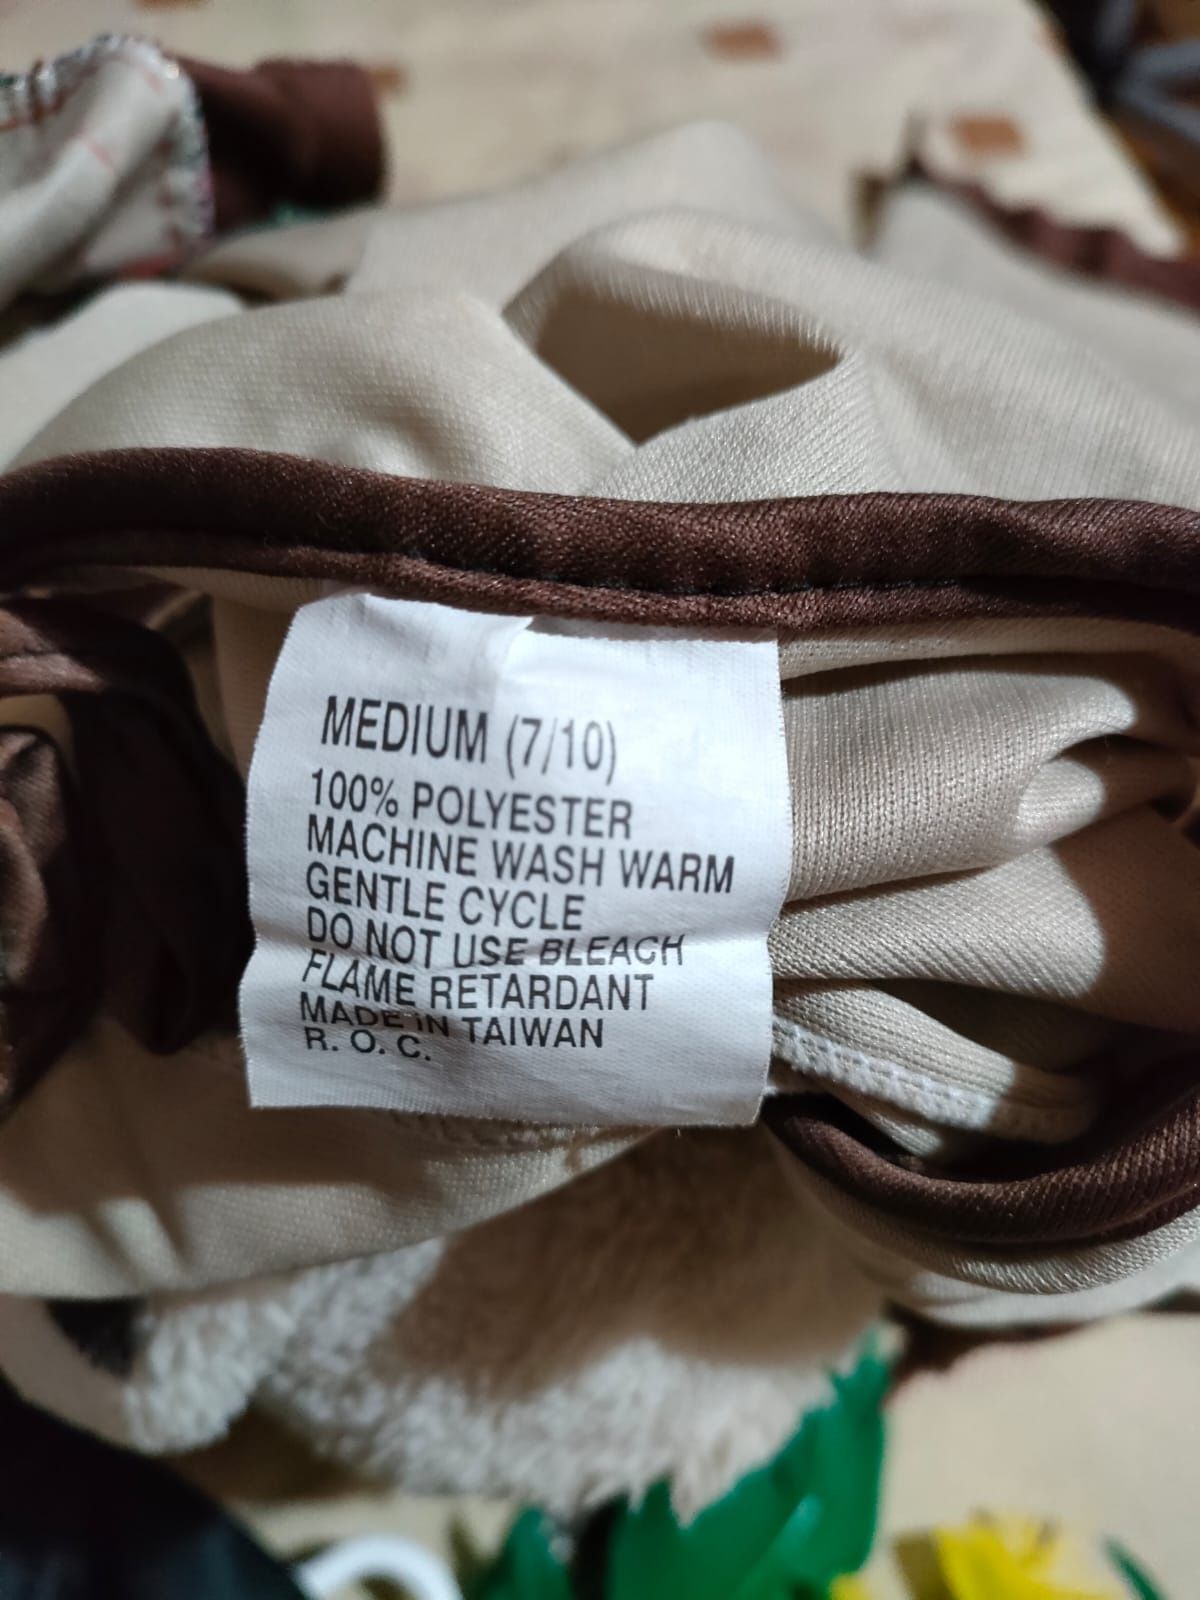 MEDIUM (7/10)
100% POLYESTER
MACHINE WASH WARM
GENTLE CYCLE
DO NOT USE BLEACH
FLAME RETARDANT
MADE IN TAIWAN
R. O. C.